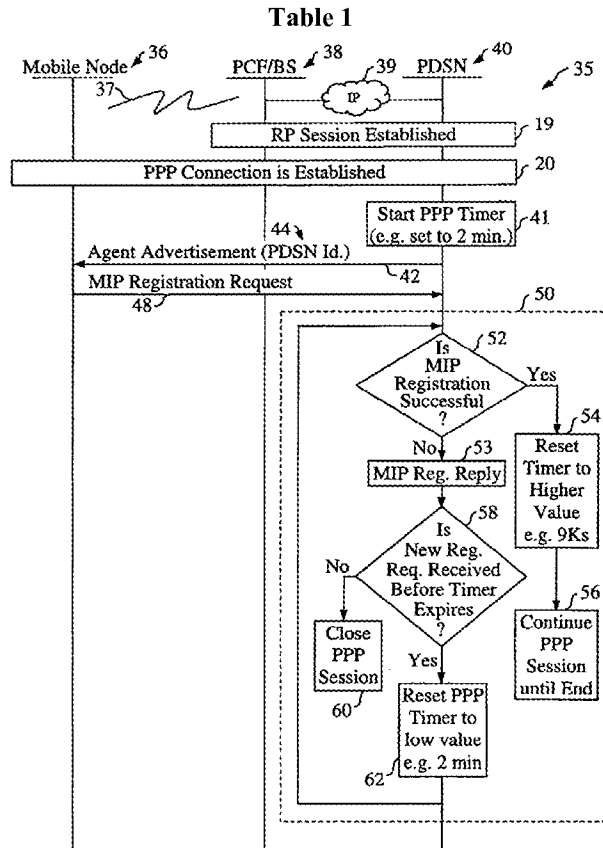 Table 1
Mobile Node
36
PCF/BS
38
39
PDSN
40
35
37
IP
RP Session Established
19
PPP Connection is Established
20
Start PPP Timer
(e.g. set to 2 min.)
41
44
Agent Advertisement (PDSN Id.)
42
MIP Registration Request
48
50
Is
MIP
Registration
Successful
?
52
Yes
No
53
MIP Reg. Reply
54
Reset
Timer to
Higher
Value
e.g. 9Ks
58
Is
New Reg.
Req. Received
Before Timer
Expires
?
No
Yes
56
Continue
PPP
Session
until End
Close
PPP
Session
60
Reset PPP
Timer to
low value
e.g. 2 min
62